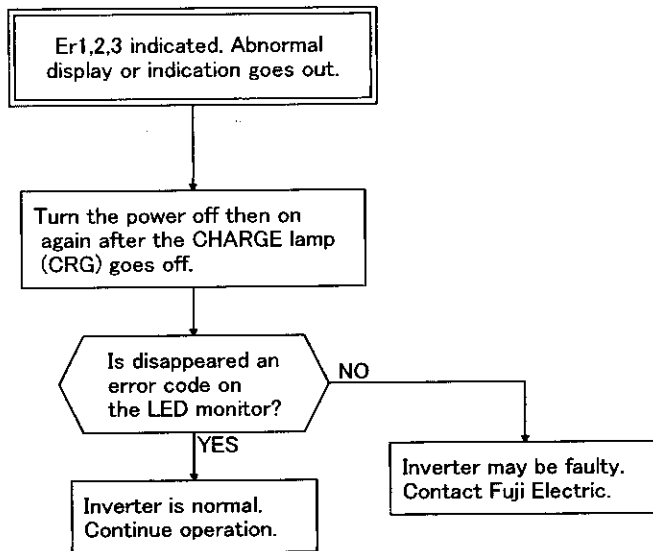 Er1,2,3 indicated. Abnormal
display or indication goes out.
Turn the power off then on
again after the CHARGE lamp
(CRG) goes off.
Is disappeared an
error code on
the LED monitor?
NO
YES
Inverter may be faulty.
Contact Fuji Electric.
Inverter is normal.
Continue operation.